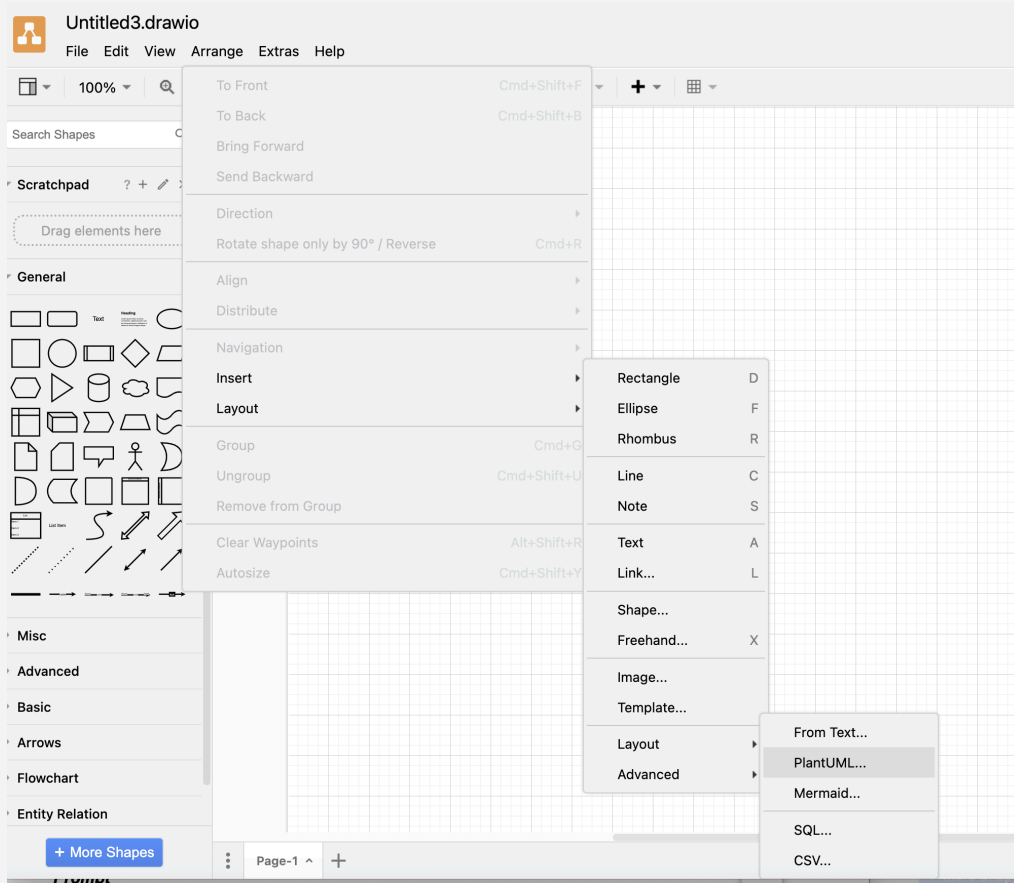 Untitled3.drawio
File Edit View Arrange Extras Help
100%
Search Shapes
Scratchpad ? +
Drag elements here
General
Text
Heading
List Item
Misc
Advanced
Basic
Arrows
Flowchart
Entity Relation
+ More Shapes
To Front Cmd+Shift+F
To Back Cmd+Shift+B
Bring Forward
Send Backward
Direction
Rotate shape only by 90° / Reverse Cmd+R
Align
Distribute
Navigation
Insert
Layout
Group Cmd+G
Ungroup Cmd+Shift+U
Remove from Group
Clear Waypoints Alt+Shift+R
Autosize Cmd+Shift+Y
Rectangle D
Ellipse F
Rhombus R
Line C
Note S
Text A
Link... L
Shape...
Freehand... X
Image...
Template...
Layout
Advanced
From Text...
PlantUML...
Mermaid...
SQL...
CSV...
Page-1
Prompt